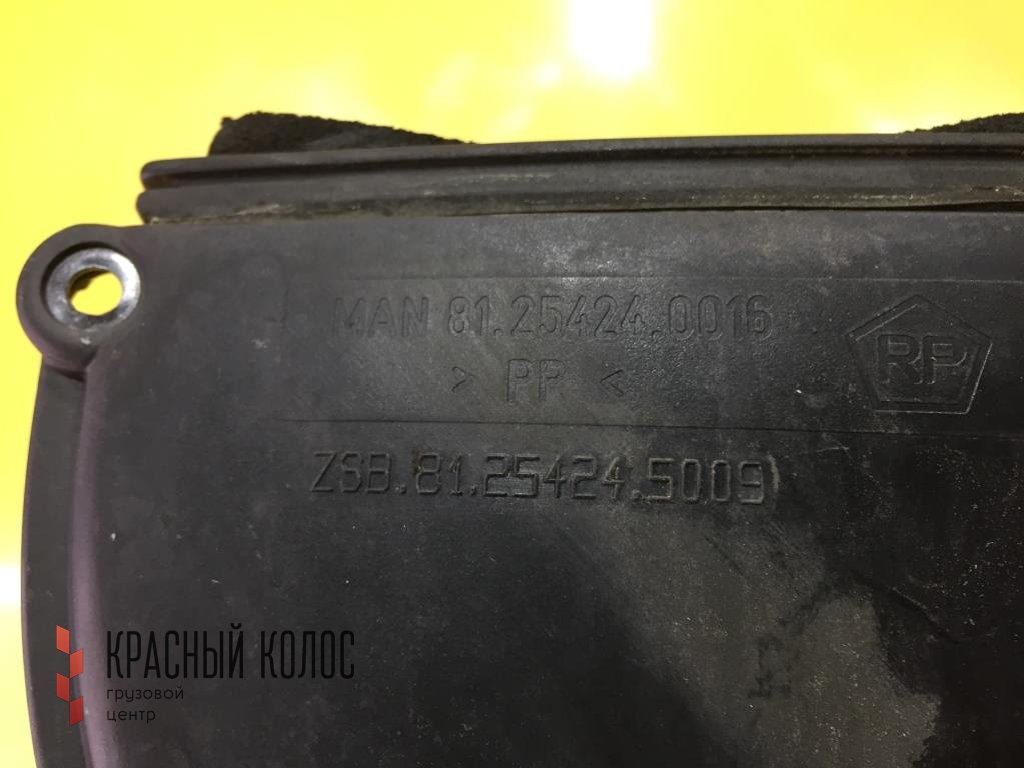 MAN 81.25424.0016
> PP <
RP
ZSB.81.25424.5009
КРАСНЫЙ КОЛОС
грузовой
центр